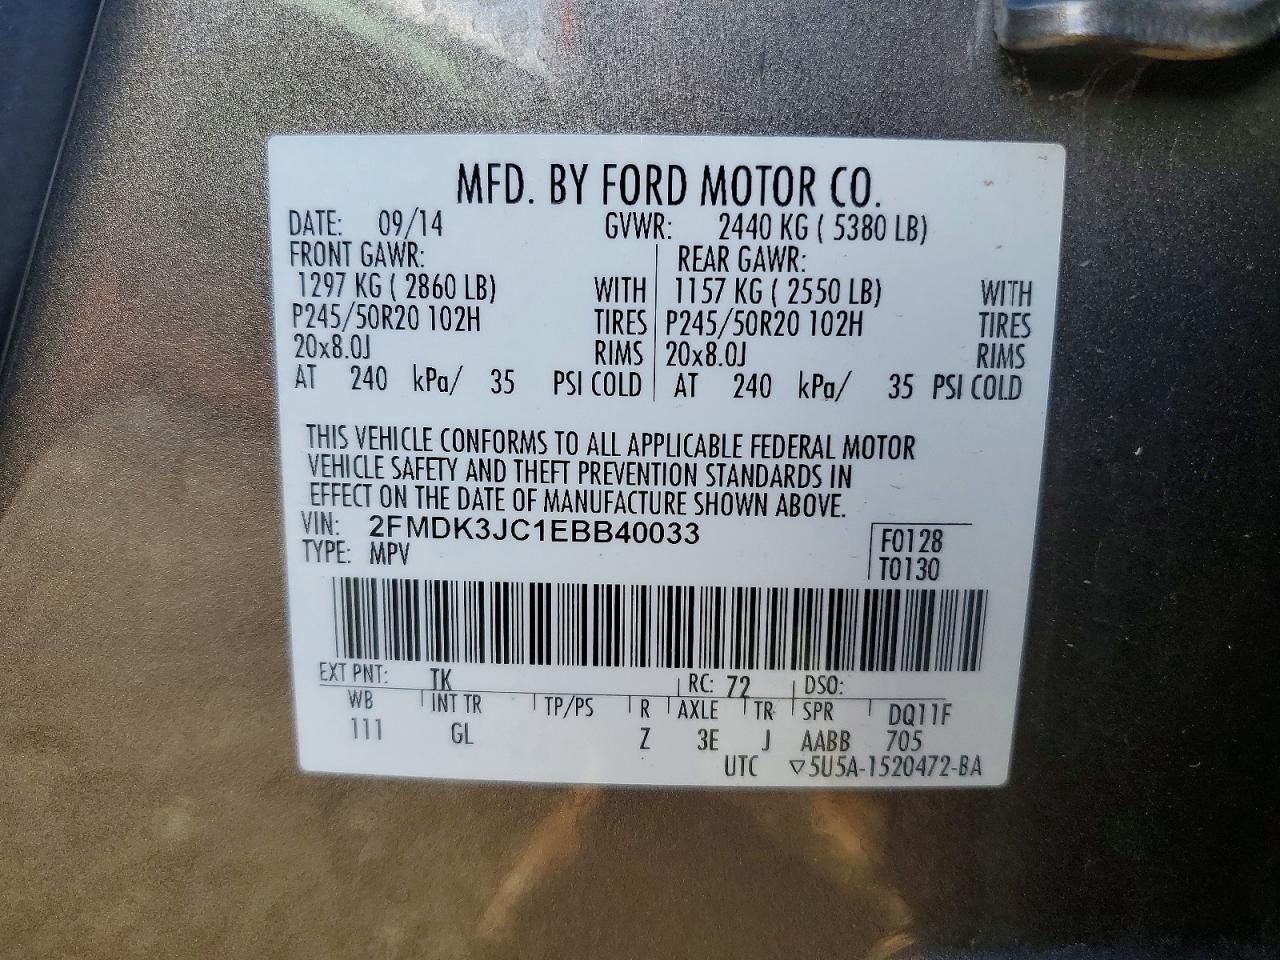 MFD. BY FORD MOTOR CO.
DATE: 09/14 GVWR: 2440 KG ( 5380 LB)
FRONT GAWR: REAR GAWR:
1297 KG ( 2860 LB) WITH 1157 KG ( 2550 LB) WITH
P245/50R20 102H TIRES P245/50R20 102H TIRES
20x8.0J RIMS 20x8.0J RIMS
AT 240 kPa/ 35 PSI COLD AT 240 kPa/ 35 PSI COLD
THIS VEHICLE CONFORMS TO ALL APPLICABLE FEDERAL MOTOR
VEHICLE SAFETY AND THEFT PREVENTION STANDARDS IN
EFFECT ON THE DATE OF MANUFACTURE SHOWN ABOVE.
VIN: 2FMDK3JC1EBB40033
TYPE: MPV
F0128
T0130
EXT PNT: TK RC: 72 DSO:
WB INT TR TP/PS R AXLE TR SPR DQ11F
111 GL Z 3E J AABB 705
UTC ▽5U5A-1520472-BA